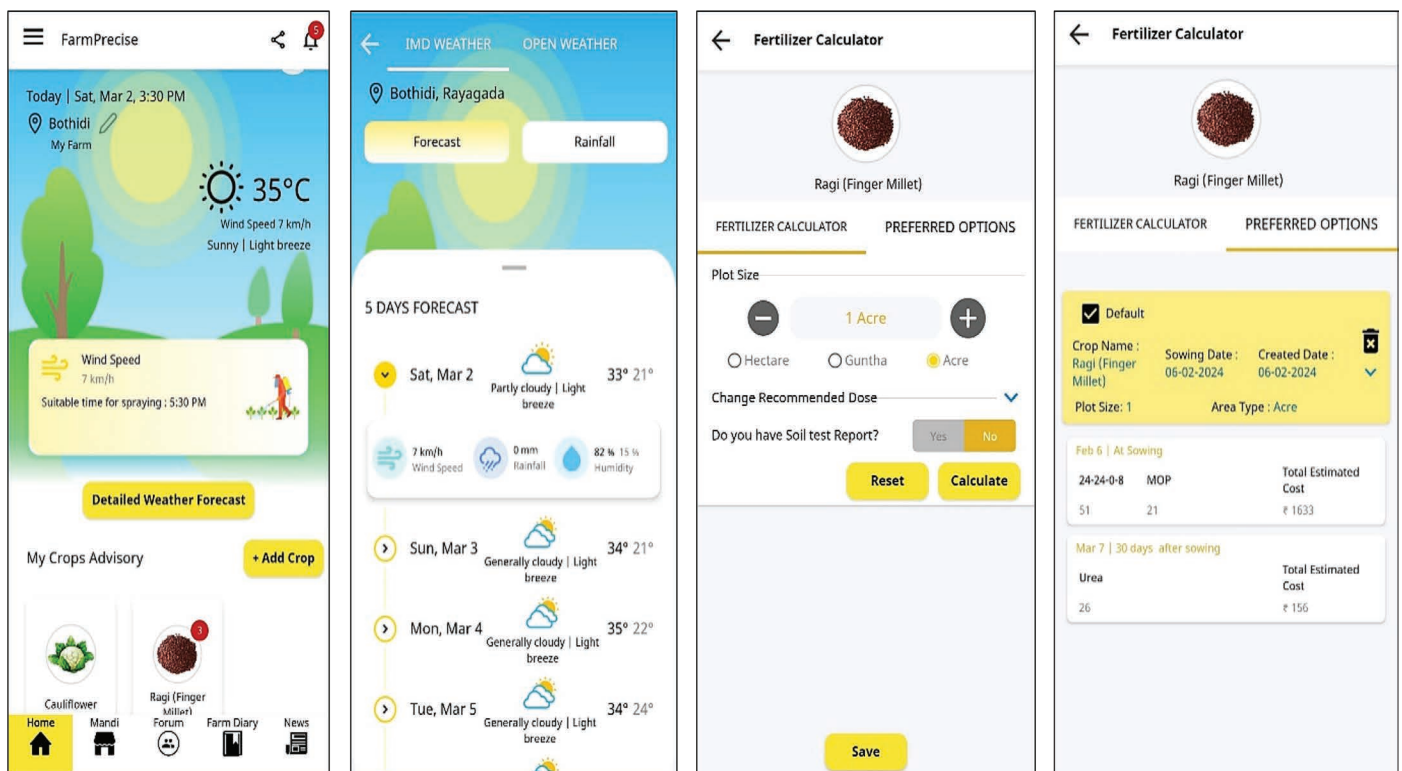 FarmPrecise
5
Today | Sat, Mar 2, 3:30 PM
Bothidi
My Farm
35°C
Wind Speed 7 km/h
Sunny | Light breeze
Wind Speed
7 km/h
Suitable time for spraying : 5:30 PM
Detailed Weather Forecast
My Crops Advisory
+ Add Crop
3
Cauliflower
Ragi (Finger
Millet)
Home Mandi Forum Farm Diary News
IMD WEATHER OPEN WEATHER
Bothidi, Rayagada
Forecast Rainfall
5 DAYS FORECAST
Sat, Mar 2 33° 21°
Partly cloudy | Light
breeze
7 km/h 0 mm 82 % 15 %
Wind Speed Rainfall Humidity
Sun, Mar 3 34° 21°
Generally cloudy | Light
breeze
Mon, Mar 4 35° 22°
Generally cloudy | Light
breeze
Tue, Mar 5 34° 24°
Generally cloudy | Light
breeze
Fertilizer Calculator
Ragi (Finger Millet)
FERTILIZER CALCULATOR PREFERRED OPTIONS
Plot Size
1 Acre
Hectare Guntha Acre
Change Recommended Dose
Do you have Soil test Report? Yes No
Reset Calculate
Save
Fertilizer Calculator
Ragi (Finger Millet)
FERTILIZER CALCULATOR PREFERRED OPTIONS
Default
Crop Name :
Ragi (Finger
Millet)
Sowing Date :
06-02-2024
Created Date :
06-02-2024
Plot Size: 1 Area Type : Acre
Feb 6 | At Sowing
24-24-0-8 MOP Total Estimated
Cost
51 21 ₹ 1633
Mar 7 | 30 days after sowing
Urea Total Estimated
Cost
26 ₹ 156